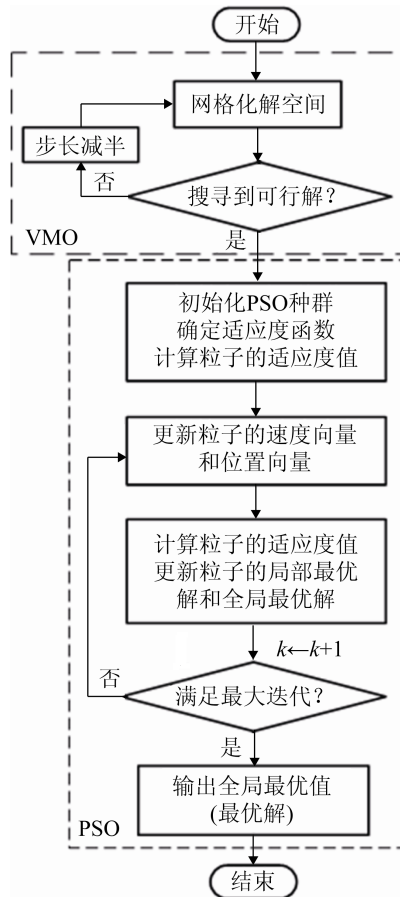 开始
网格化解空间
步长减半
否
搜寻到可行解?
VMO
是
初始化PSO种群
确定适应度函数
计算粒子的适应度值
更新粒子的速度向量
和位置向量
计算粒子的适应度值
更新粒子的局部最优
解和全局最优解
k←k+1
否
满足最大迭代?
是
输出全局最优值
(最优解)
PSO
结束